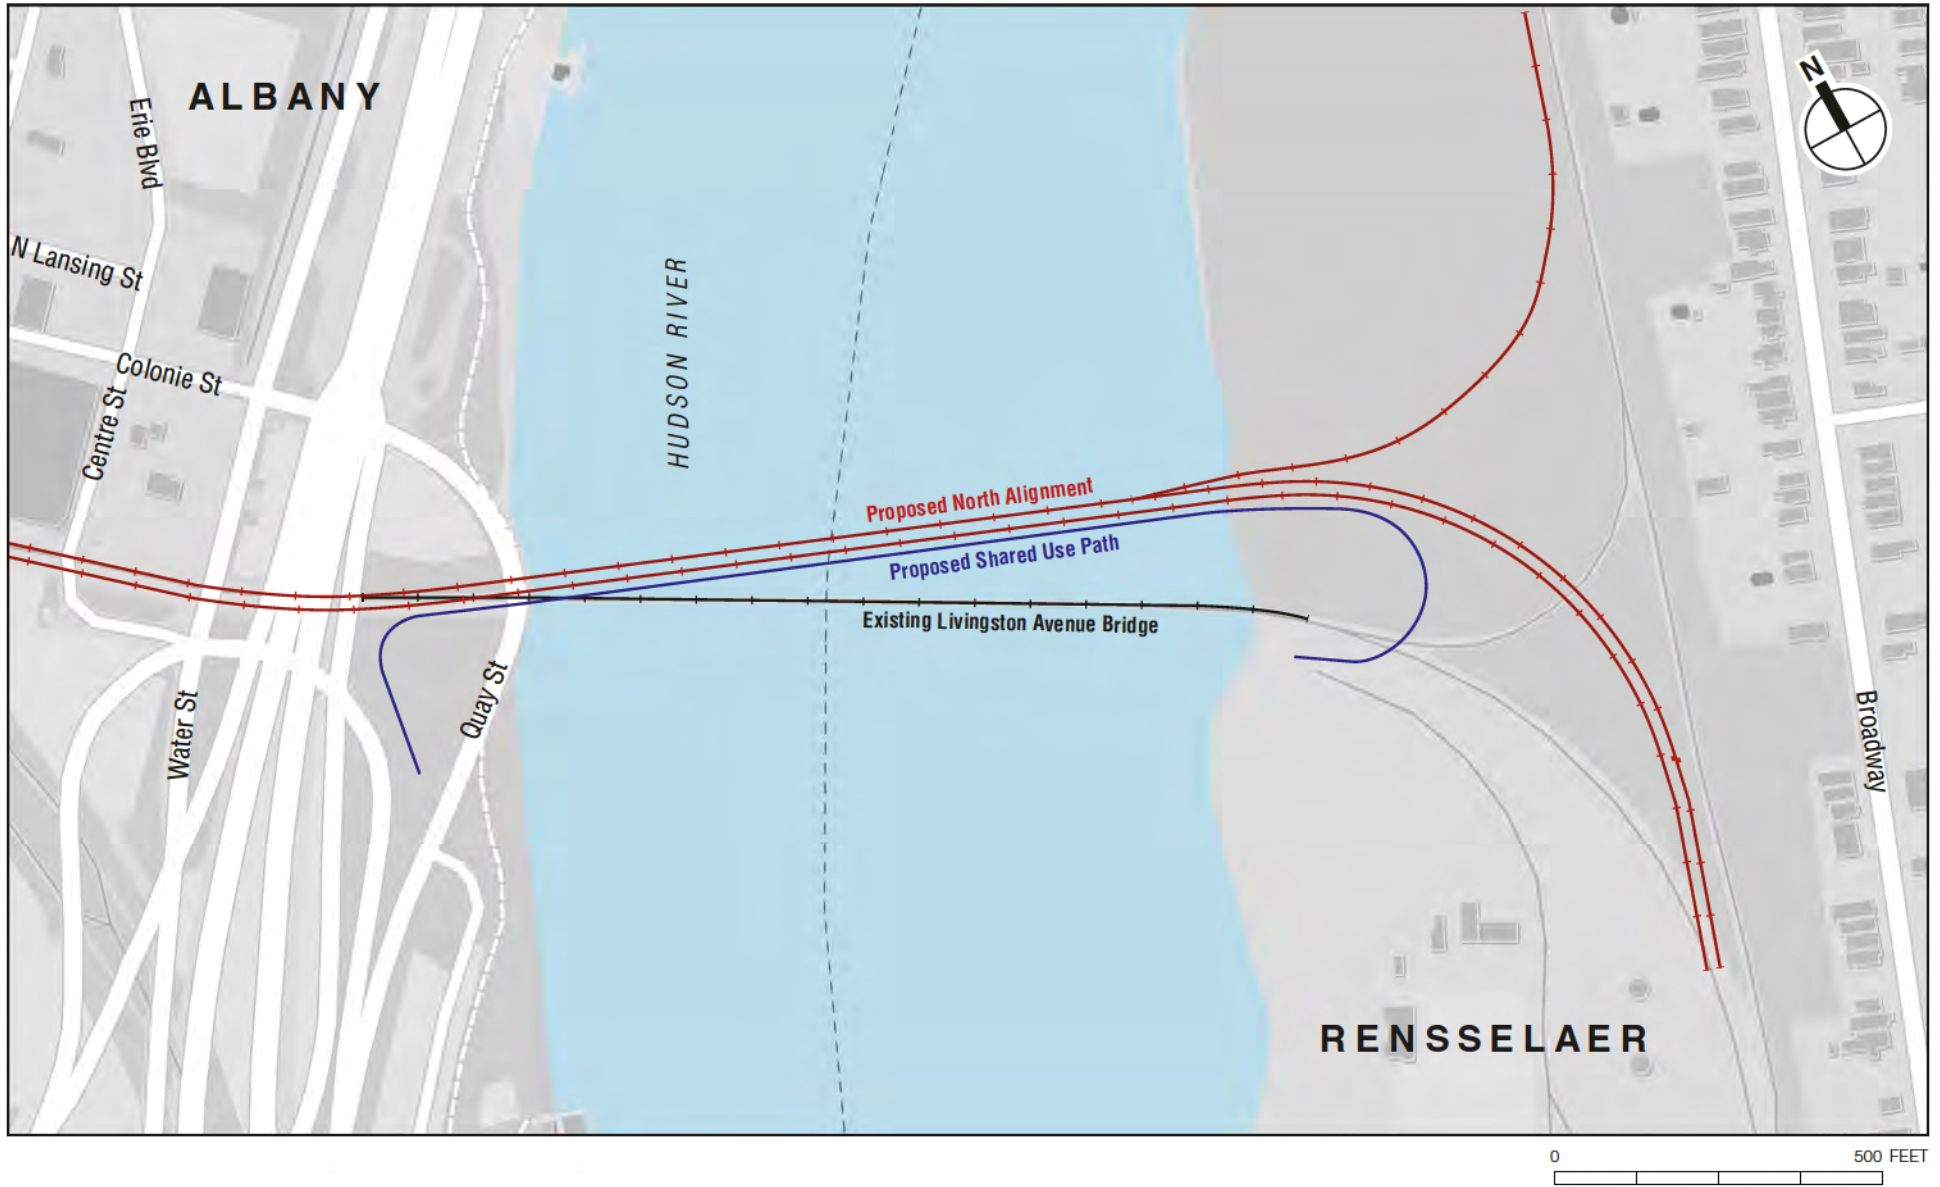 ALBANY
N
Erie Blvd
N Lansing St
HUDSON RIVER
Colonie St
Centre St
Proposed North Alignment
Proposed Shared Use Path
Existing Livingston Avenue Bridge
Quay St
Water St
Broadway
RENSSELAER
0 500 FEET